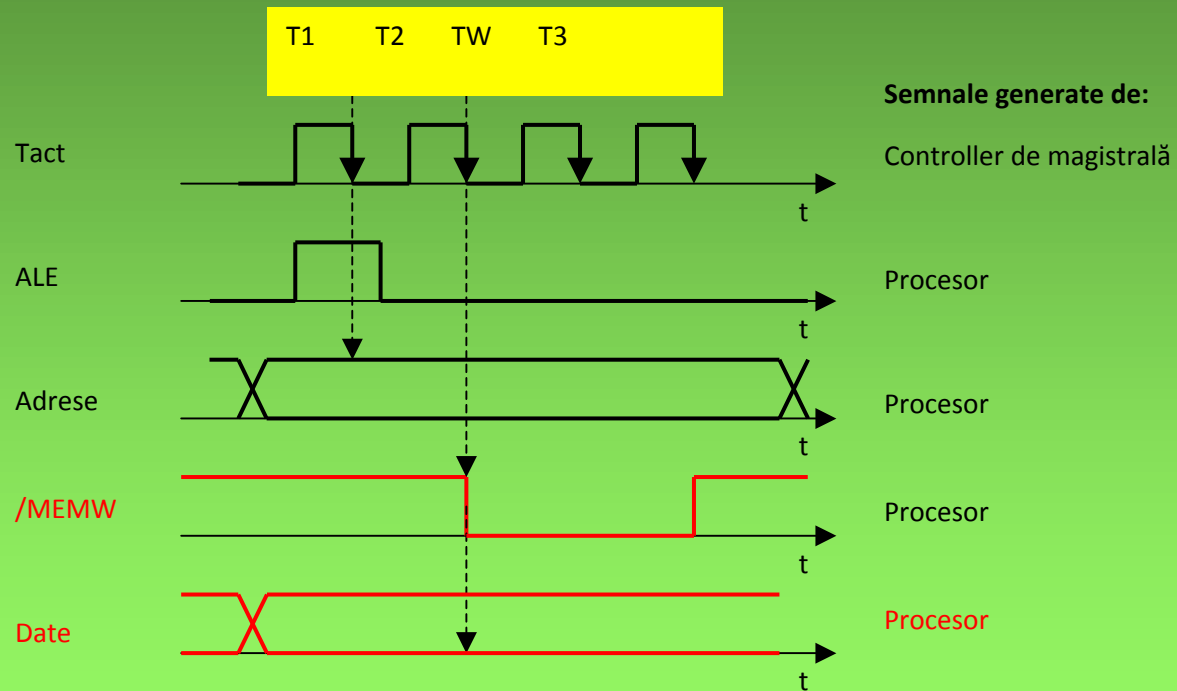 T1 T2 TW T3
Semnale generate de:
Tact
Controller de magistrală
t
ALE
Procesor
t
Adrese
Procesor
t
/MEMW
Procesor
t
Date
Procesor
t